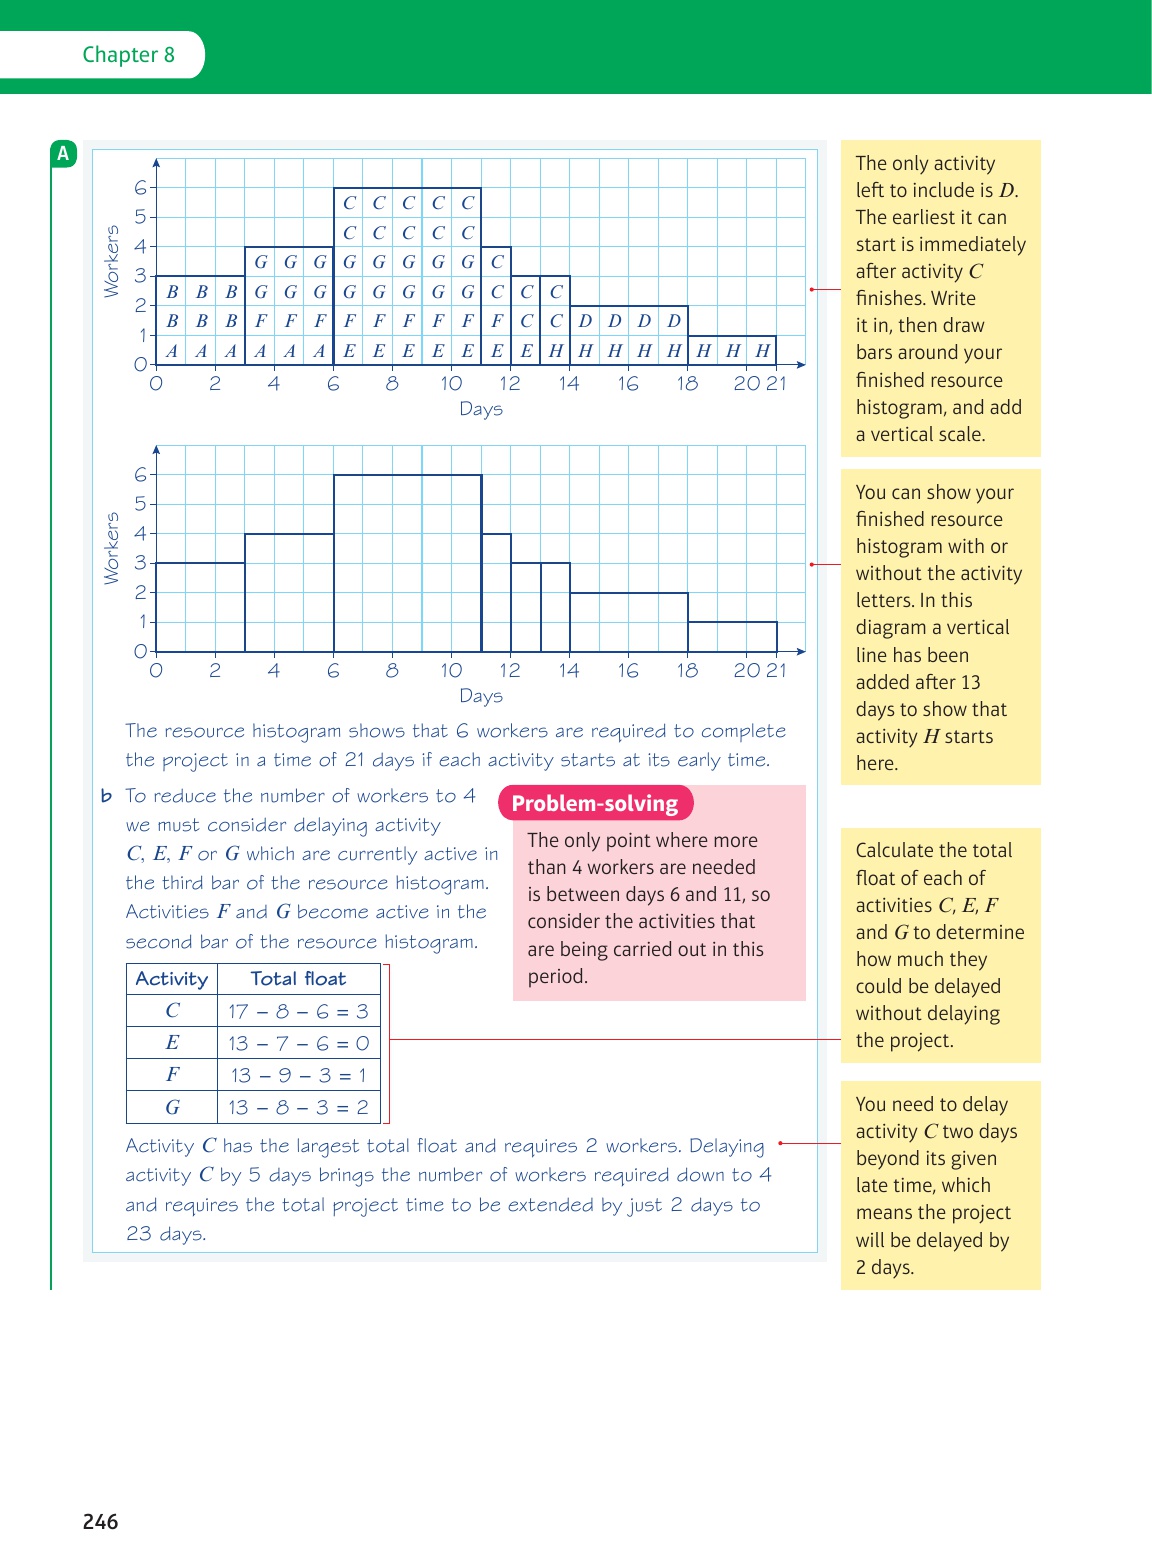 Chapter 8
A
Workers
6
5
4
3
2
1
0
C C C C C
C C C C C
G G G G G G G G C
B B B G G G G G G G G C C C
B B B F F F F F F F F F C C D D D D
A A A A A A E E E E E E E H H H H H H H H
0 2 4 6 8 10 12 14 16 18 20 21
Days
Workers
6
5
4
3
2
1
0
0 2 4 6 8 10 12 14 16 18 20 21
Days
The resource histogram shows that 6 workers are required to complete
the project in a time of 21 days if each activity starts at its early time.
b To reduce the number of workers to 4
we must consider delaying activity
C, E, F or G which are currently active in
the third bar of the resource histogram.
Activities F and G become active in the
second bar of the resource histogram.
Problem-solving
The only point where more
than 4 workers are needed
is between days 6 and 11, so
consider the activities that
are being carried out in this
period.
Activity Total float
C 17 – 8 – 6 = 3
E 13 – 7 – 6 = 0
F 13 – 9 – 3 = 1
G 13 – 8 – 3 = 2
Activity C has the largest total float and requires 2 workers. Delaying
activity C by 5 days brings the number of workers required down to 4
and requires the total project time to be extended by just 2 days to
23 days.
The only activity
left to include is D.
The earliest it can
start is immediately
after activity C
finishes. Write
it in, then draw
bars around your
finished resource
histogram, and add
a vertical scale.
You can show your
finished resource
histogram with or
without the activity
letters. In this
diagram a vertical
line has been
added after 13
days to show that
activity H starts
here.
Calculate the total
float of each of
activities C, E, F
and G to determine
how much they
could be delayed
without delaying
the project.
You need to delay
activity C two days
beyond its given
late time, which
means the project
will be delayed by
2 days.
246